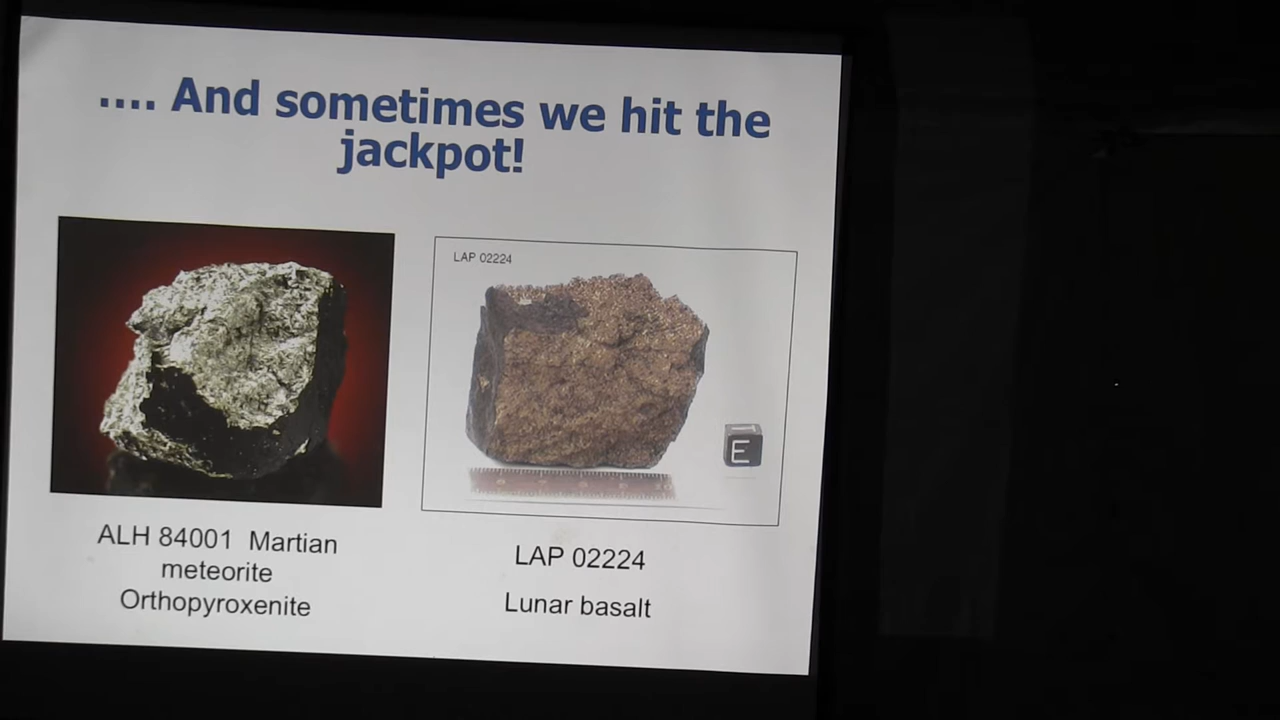 .... And sometimes we hit the
jackpot!
LAP 02224
E
ALH 84001 Martian
meteorite
Orthopyroxenite
LAP 02224
Lunar basalt